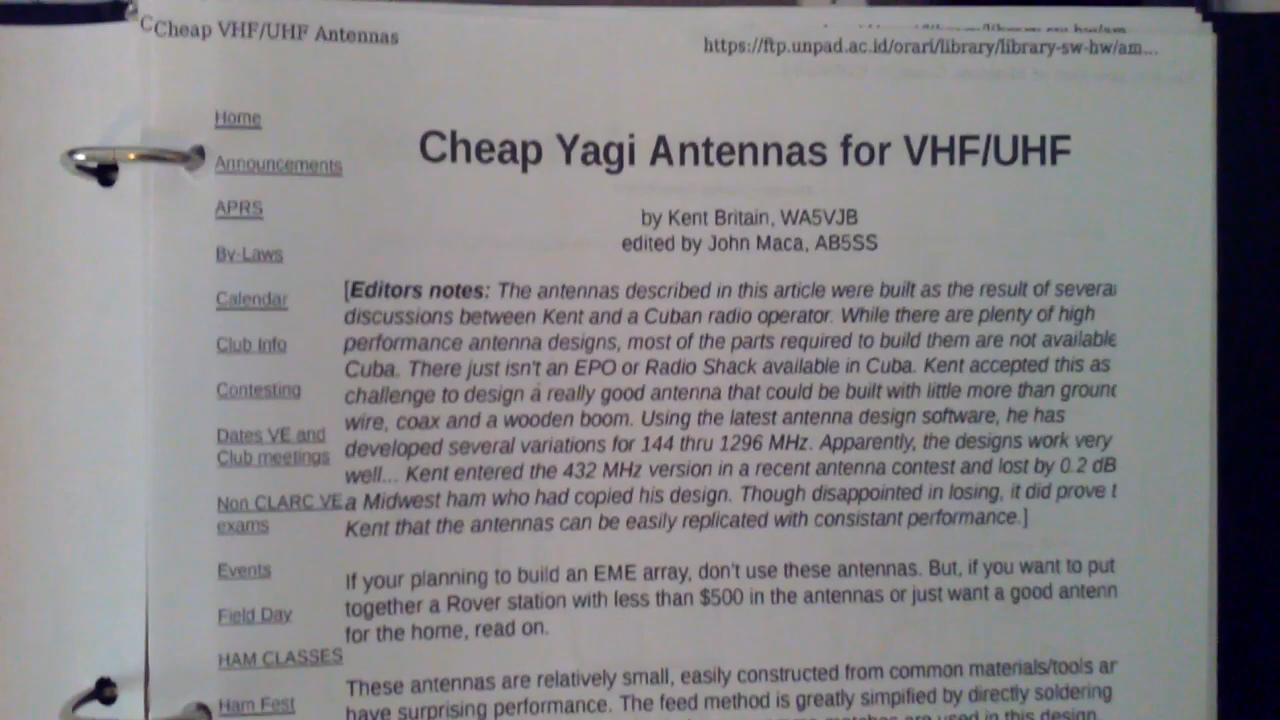 Cheap VHF/UHF Antennas
https://ftp.unpad.ac.id/orari/library/library-sw-hw/am...
Home
Announcements
APRS
By-Laws
Calendar
Club Info
Contesting
Dates VE and
Club meetings
Non CLARC VE
exams
Events
Field Day
HAM CLASSES
Ham Fest
Cheap Yagi Antennas for VHF/UHF
by Kent Britain, WA5VJB
edited by John Maca, AB5SS
[Editors notes: The antennas described in this article were built as the result of several
discussions between Kent and a Cuban radio operator. While there are plenty of high
performance antenna designs, most of the parts required to build them are not available
Cuba. There just isn't an EPO or Radio Shack available in Cuba. Kent accepted this as
challenge to design a really good antenna that could be built with little more than ground
wire, coax and a wooden boom. Using the latest antenna design software, he has
developed several variations for 144 thru 1296 MHz. Apparently, the designs work very
well... Kent entered the 432 MHz version in a recent antenna contest and lost by 0.2 dB
a Midwest ham who had copied his design. Though disappointed in losing, it did prove t
Kent that the antennas can be easily replicated with consistant performance.]
If your planning to build an EME array, don't use these antennas. But, if you want to put
together a Rover station with less than $500 in the antennas or just want a good antenn
for the home, read on.
These antennas are relatively small, easily constructed from common materials/tools ar
have surprising performance. The feed method is greatly simpified by directly soldering
are used in this design.